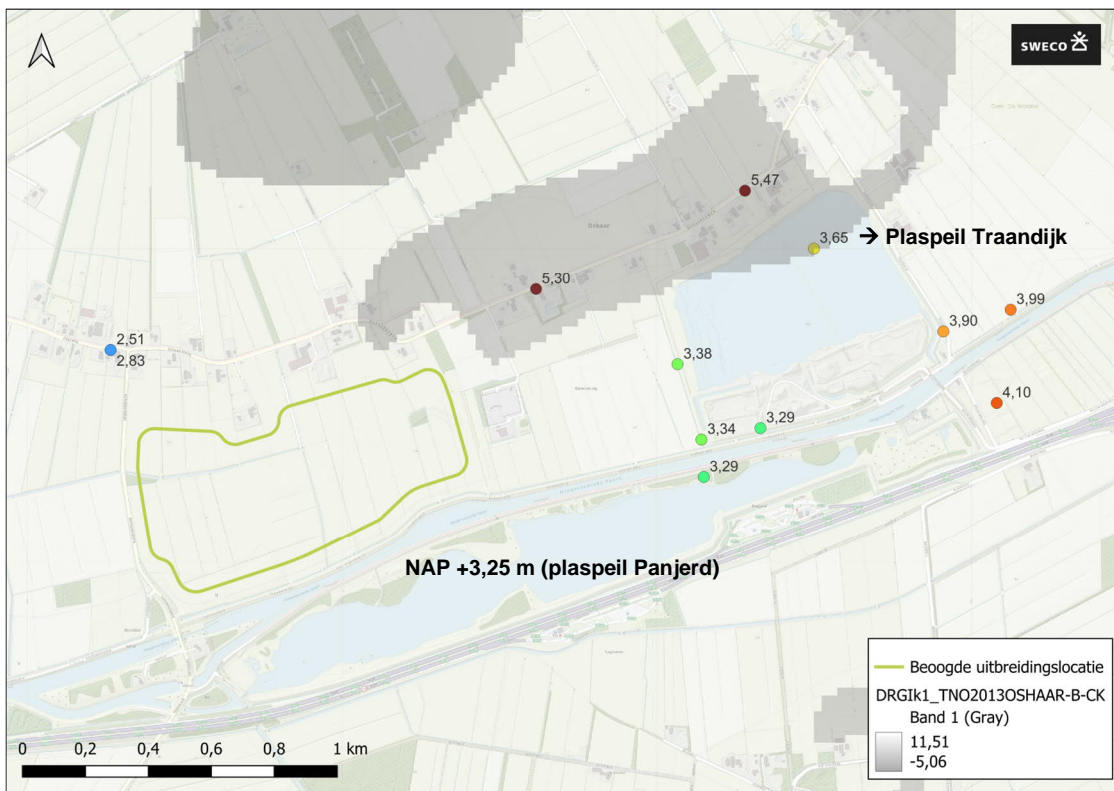 SWECO
5,47
Oshaar
3,65
→ Plaspeil Traandijk
5,30
3,99
3,90
2,51
2,83
3,38
4,10
3,29
3,34
3,29
NAP +3,25 m (plaspeil Panjerd)
Beoogde uitbreidingslocatie
DRGIk1_TNO2013OSHAAR-B-CK
Band 1 (Gray)
11,51
-5,06
0 0,2 0,4 0,6 0,8 1 km